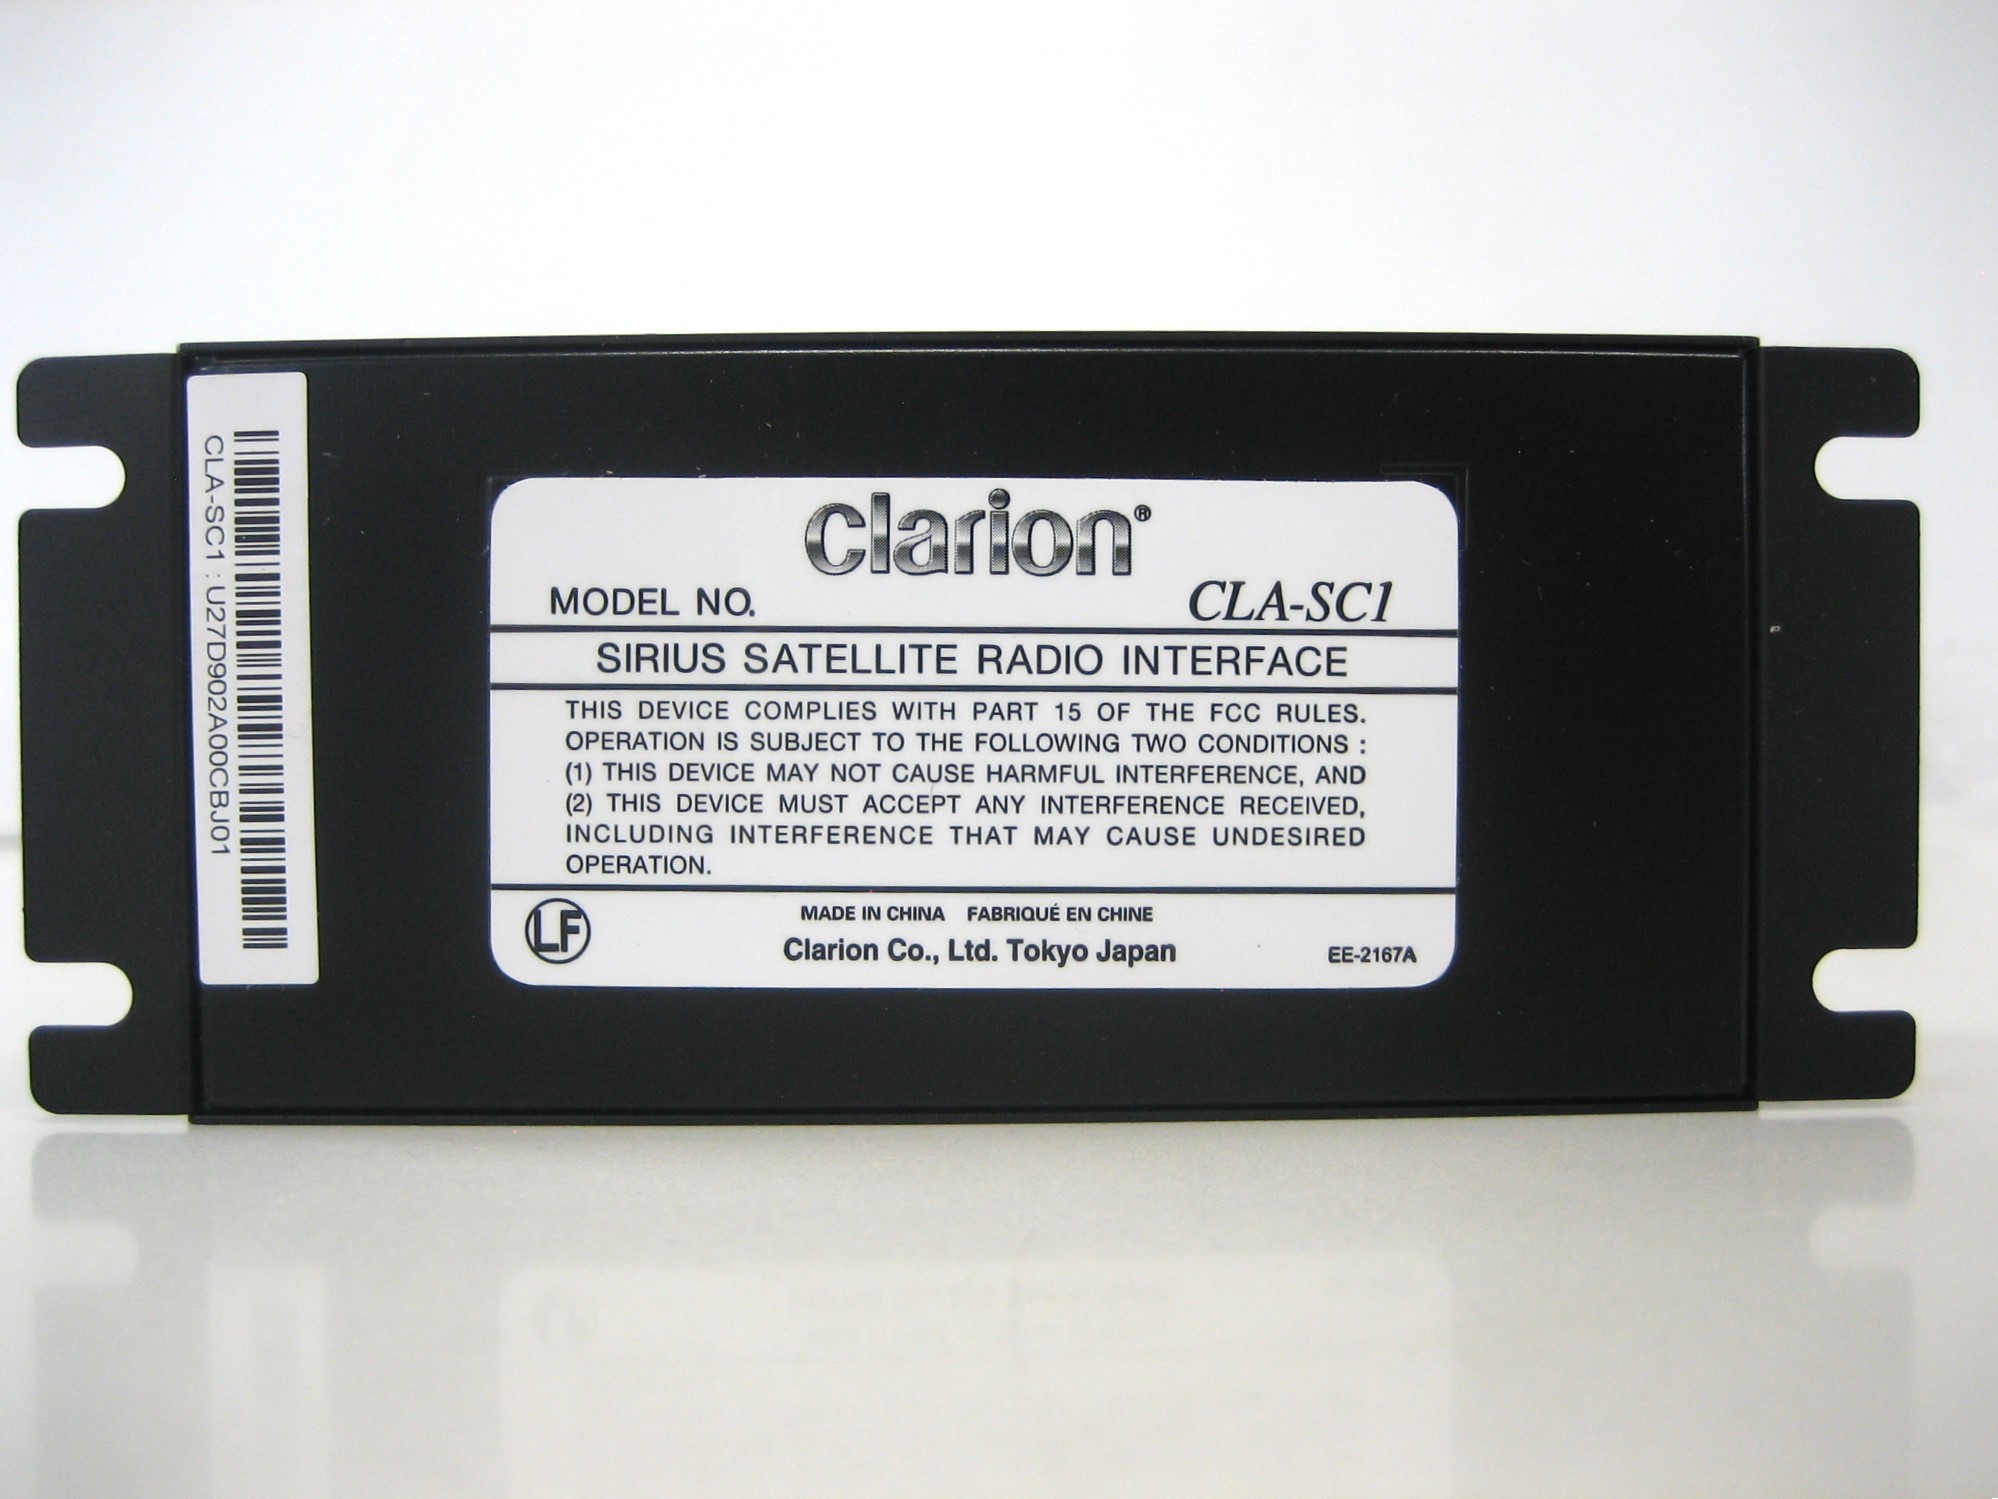 CLA-SC1 : U27D902A00CBJ01
Clarion®
MODEL NO. CLA-SC1
SIRIUS SATELLITE RADIO INTERFACE
THIS DEVICE COMPLIES WITH PART 15 OF THE FCC RULES.
OPERATION IS SUBJECT TO THE FOLLOWING TWO CONDITIONS :
(1) THIS DEVICE MAY NOT CAUSE HARMFUL INTERFERENCE, AND
(2) THIS DEVICE MUST ACCEPT ANY INTERFERENCE RECEIVED,
INCLUDING INTERFERENCE THAT MAY CAUSE UNDESIRED
OPERATION.
LF
MADE IN CHINA FABRIQUÉ EN CHINE
Clarion Co., Ltd. Tokyo Japan
EE-2167A